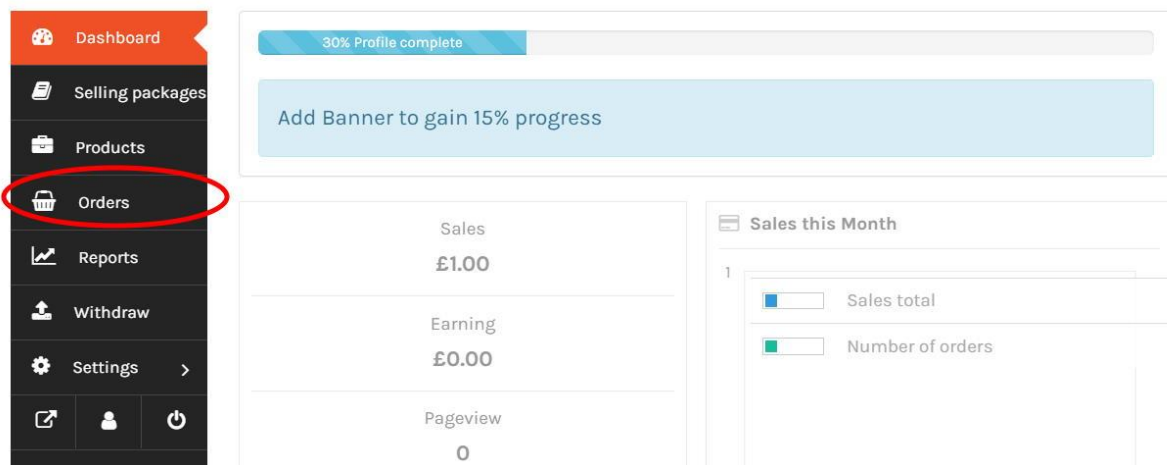 Dashboard
Selling packages
Products
Orders
Reports
Withdraw
Settings
30% Profile complete
Add Banner to gain 15% progress
Sales
£1.00
Earning
£0.00
Pageview
0
Sales this Month
1
Sales total
Number of orders